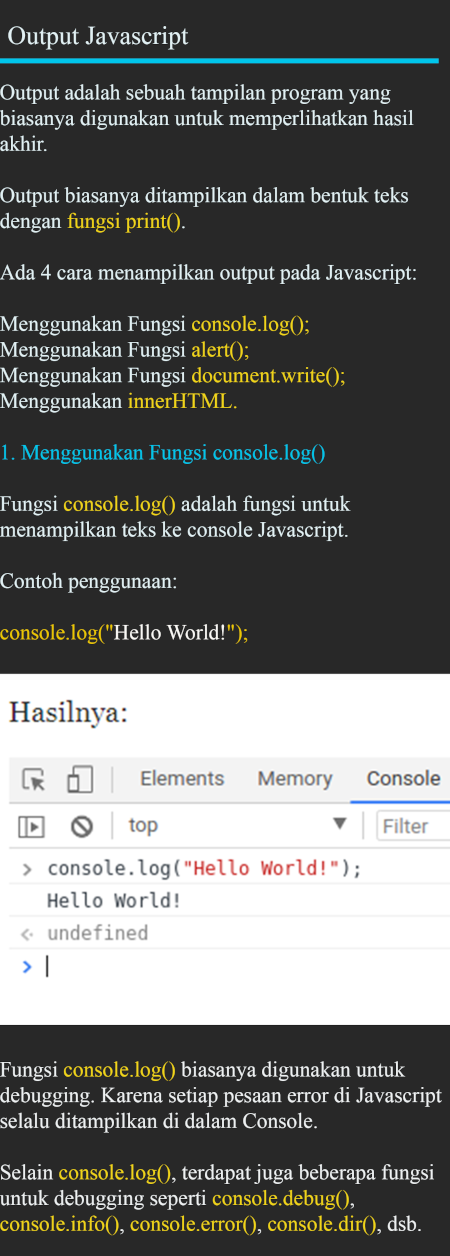 Output Javascript
Output adalah sebuah tampilan program yang
biasanya digunakan untuk memperlihatkan hasil
akhir.
Output biasanya ditampilkan dalam bentuk teks
dengan fungsi print().
Ada 4 cara menampilkan output pada Javascript:
Menggunakan Fungsi console.log();
Menggunakan Fungsi alert();
Menggunakan Fungsi document.write();
Menggunakan innerHTML.
1. Menggunakan Fungsi console.log()
Fungsi console.log() adalah fungsi untuk
menampilkan teks ke console Javascript.
Contoh penggunaan:
console.log("Hello World!");
Hasilnya:
Elements Memory Console
top ▼ Filter
> console.log("Hello World!");
Hello World!
<· undefined
>
Fungsi console.log() biasanya digunakan untuk
debugging. Karena setiap pesaan error di Javascript
selalu ditampilkan di dalam Console.
Selain console.log(), terdapat juga beberapa fungsi
untuk debugging seperti console.debug(),
console.info(), console.error(), console.dir(), dsb.